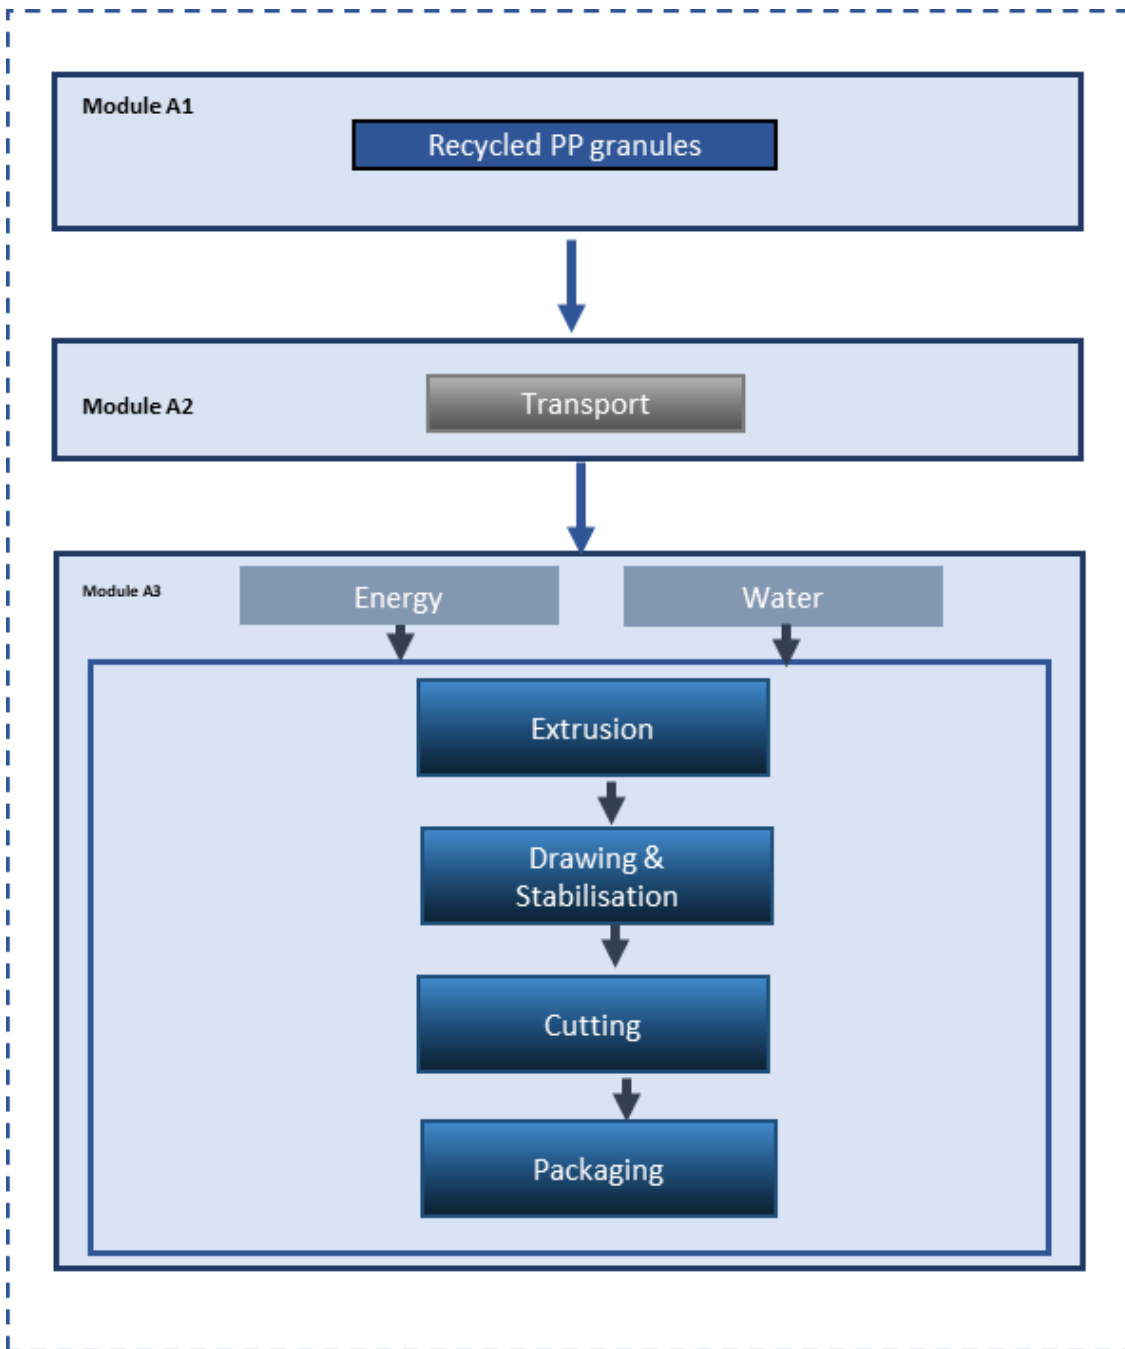 Module A1
Recycled PP granules
Module A2
Transport
Module A3
Energy
Water
Extrusion
Drawing &
Stabilisation
Cutting
Packaging